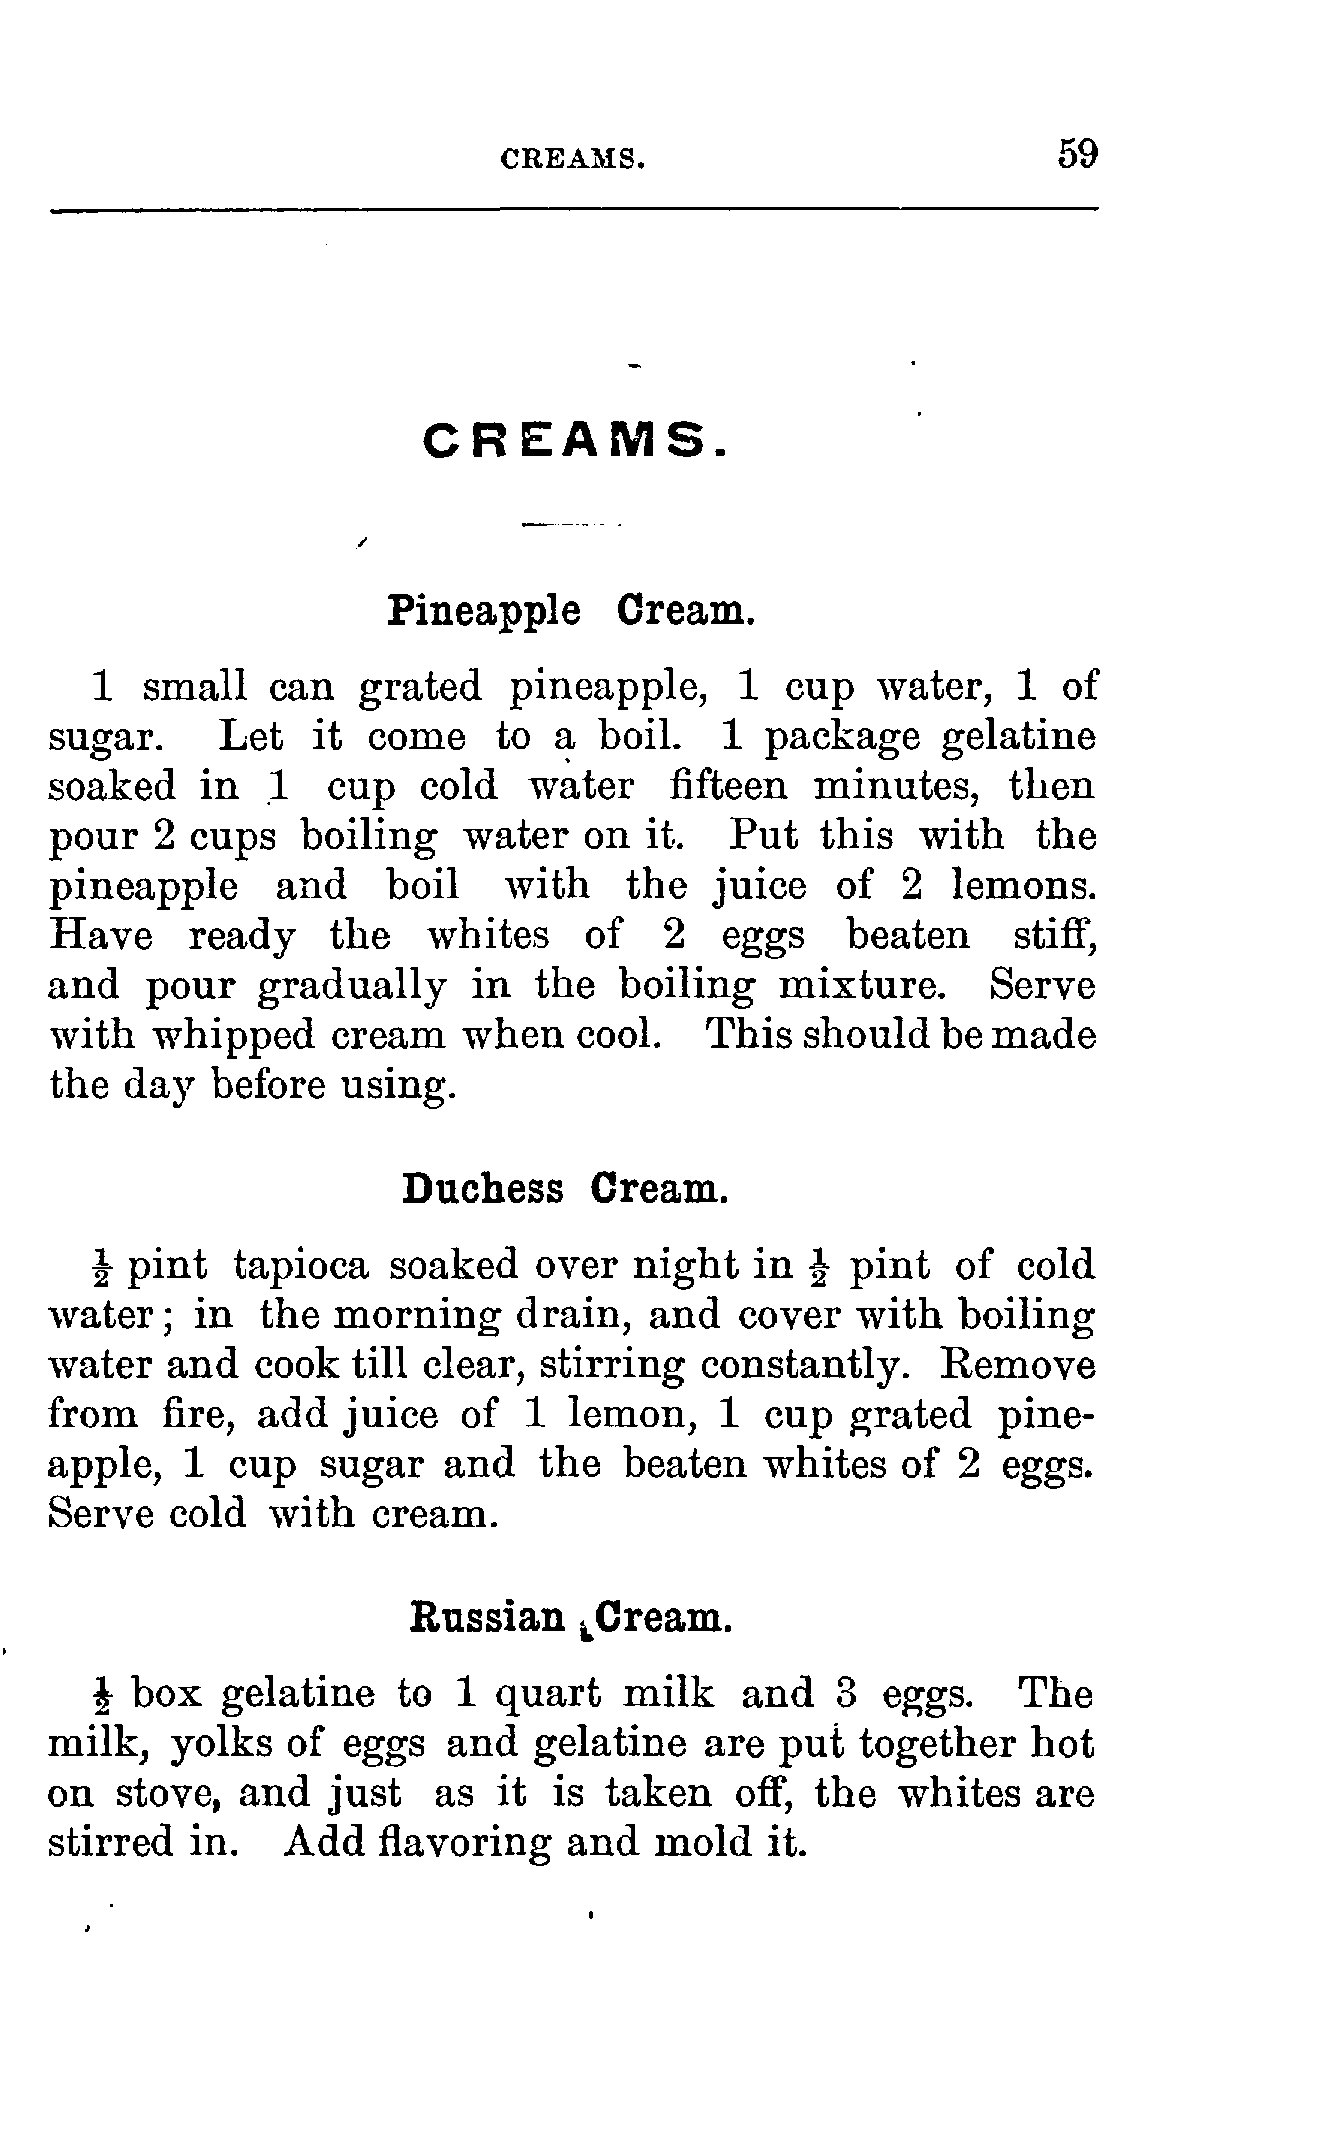 CREAMS. 59
CREAMS.
Pineapple Cream.
1 small can grated pineapple, 1 cup water, 1 of
sugar. Let it come to a boil. 1 package gelatine
soaked in 1 cup cold water fifteen minutes, then
pour 2 cups boiling water on it. Put this with the
pineapple and boil with the juice of 2 lemons.
Have ready the whites of 2 eggs beaten stiff,
and pour gradually in the boiling mixture. Serve
with whipped cream when cool. This should be made
the day before using.
Duchess Cream.
½ pint tapioca soaked over night in ½ pint of cold
water; in the morning drain, and cover with boiling
water and cook till clear, stirring constantly. Remove
from fire, add juice of 1 lemon, 1 cup grated pine-
apple, 1 cup sugar and the beaten whites of 2 eggs.
Serve cold with cream.
Russian Cream.
½ box gelatine to 1 quart milk and 3 eggs. The
milk, yolks of eggs and gelatine are put together hot
on stove, and just as it is taken off, the whites are
stirred in. Add flavoring and mold it.